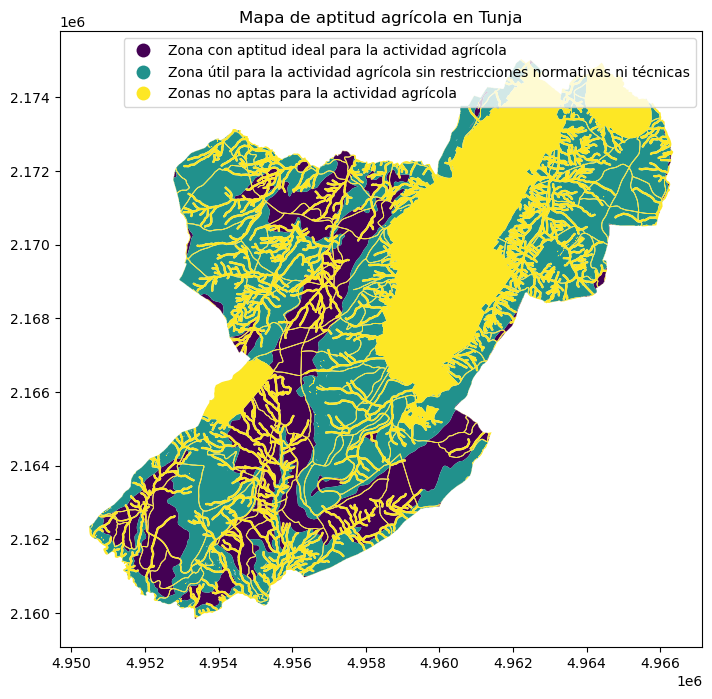 Mapa de aptitud agrícola en Tunja
1e6
Zona con aptitud ideal para la actividad agrícola
Zona útil para la actividad agrícola sin restricciones normativas ni técnicas
Zonas no aptas para la actividad agrícola
2.174
2.172
2.170
2.168
2.166
2.164
2.162
2.160
4.950 4.952 4.954 4.956 4.958 4.960 4.962 4.964 4.966
1e6